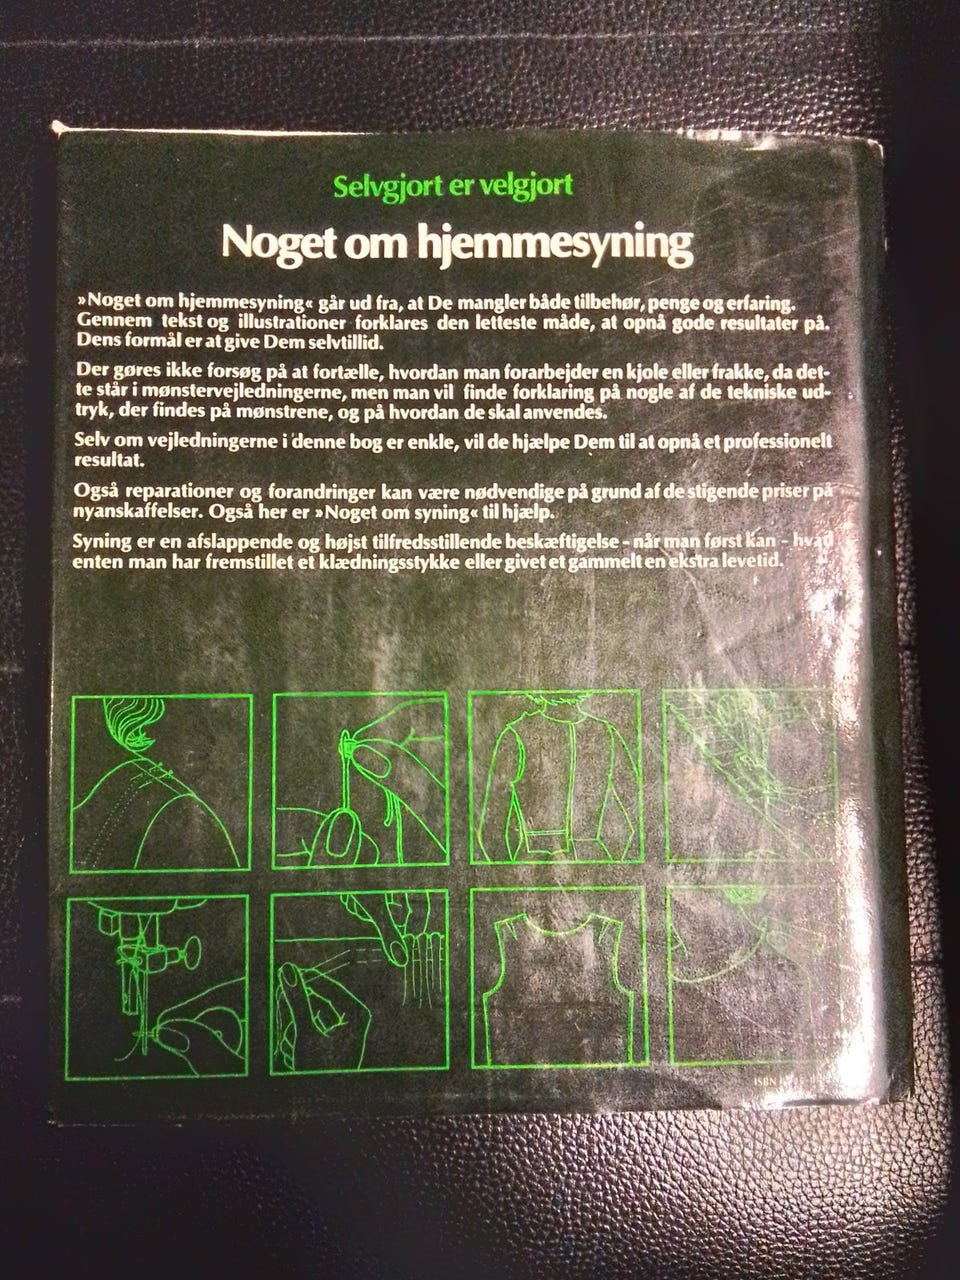 Selvgjort er velgjort
Noget om hjemmesyning
»Noget om hjemmesyning« går ud fra, at De mangler både tilbehør, penge og erfaring.
Gennem tekst og illustrationer forklares den letteste måde, at opnå gode resultater på.
Dens formål er at give Dem selvtillid.
Der gøres ikke forsøg på at fortælle, hvordan man forarbejder en kjole eller frakke, da det-
te står i mønstervejledningerne, men man vil finde forklaring på nogle af de tekniske ud-
tryk, der findes på mønstrene, og på hvordan de skal anvendes.
Selv om vejledningerne i denne bog er enkle, vil de hjælpe Dem til at opnå et professionelt
resultat.
Også reparationer og forandringer kan være nødvendige på grund af de stigende priser på
nyanskaffelser. Også her er »Noget om syning« til hjælp.
Syning er en afslappende og højst tilfredsstillende beskæftigelse - når man først kan - hvad
enten man har fremstillet et klædningsstykke eller givet et gammelt en ekstra levetid.
ISBN